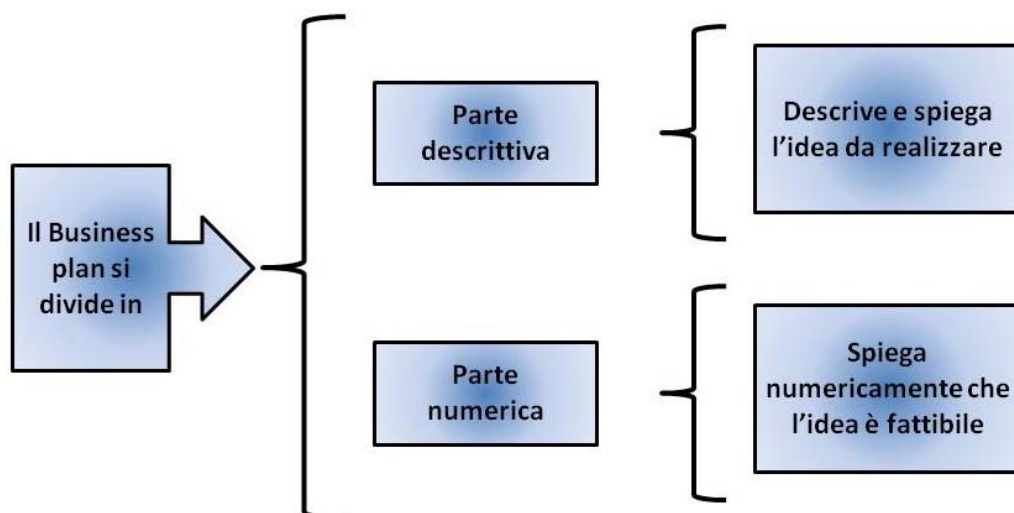 Il Business
plan si
divide in
Parte
descrittiva
Descrive e spiega
l'idea da realizzare
Parte
numerica
Spiega
numericamente che
l'idea è fattibile